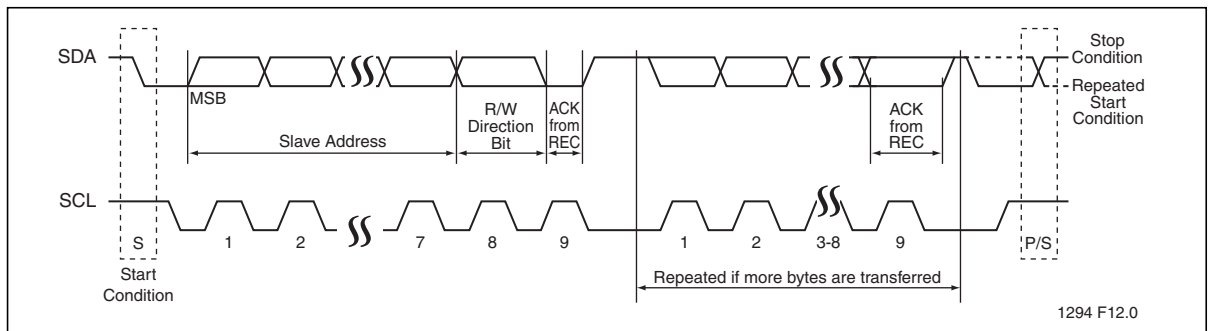 SDA
MSB
Slave Address
R/W
Direction
Bit
ACK
from
REC
ACK
from
REC
Stop
Condition
Repeated
Start
Condition
SCL
S
1
2
7
8
9
1
2
3-8
9
P/S
Start
Condition
Repeated if more bytes are transferred
1294 F12.0